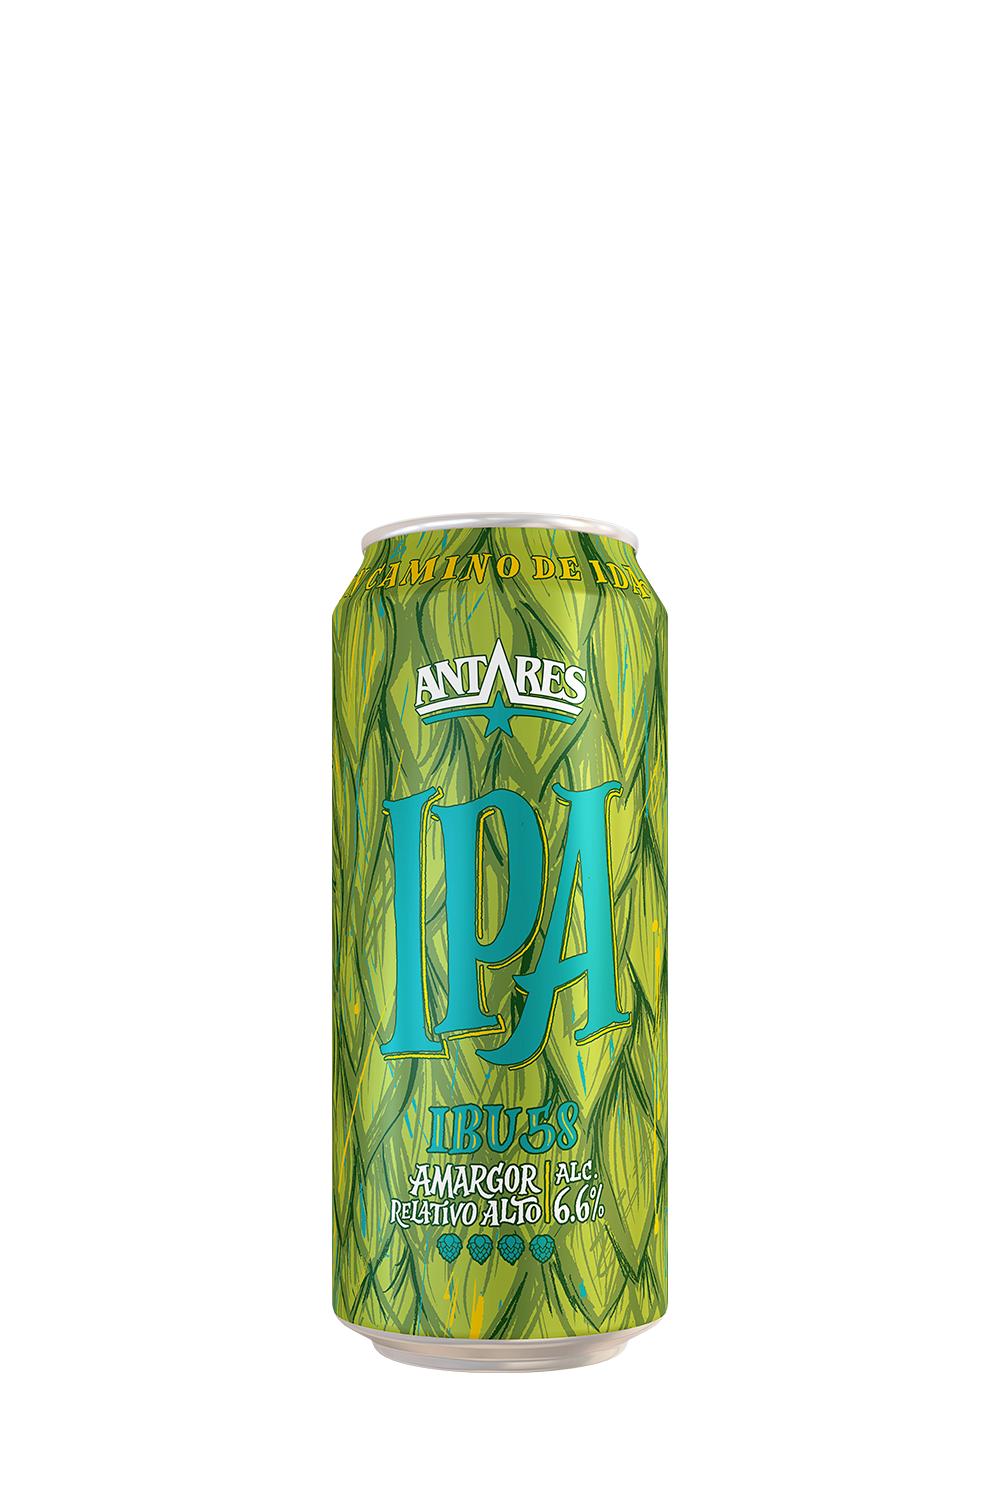 CAMINO DE IDA
ANTARES
IPA
IBU 58
AMARGOR
RELATIVO ALTO
ALC.
6.6%